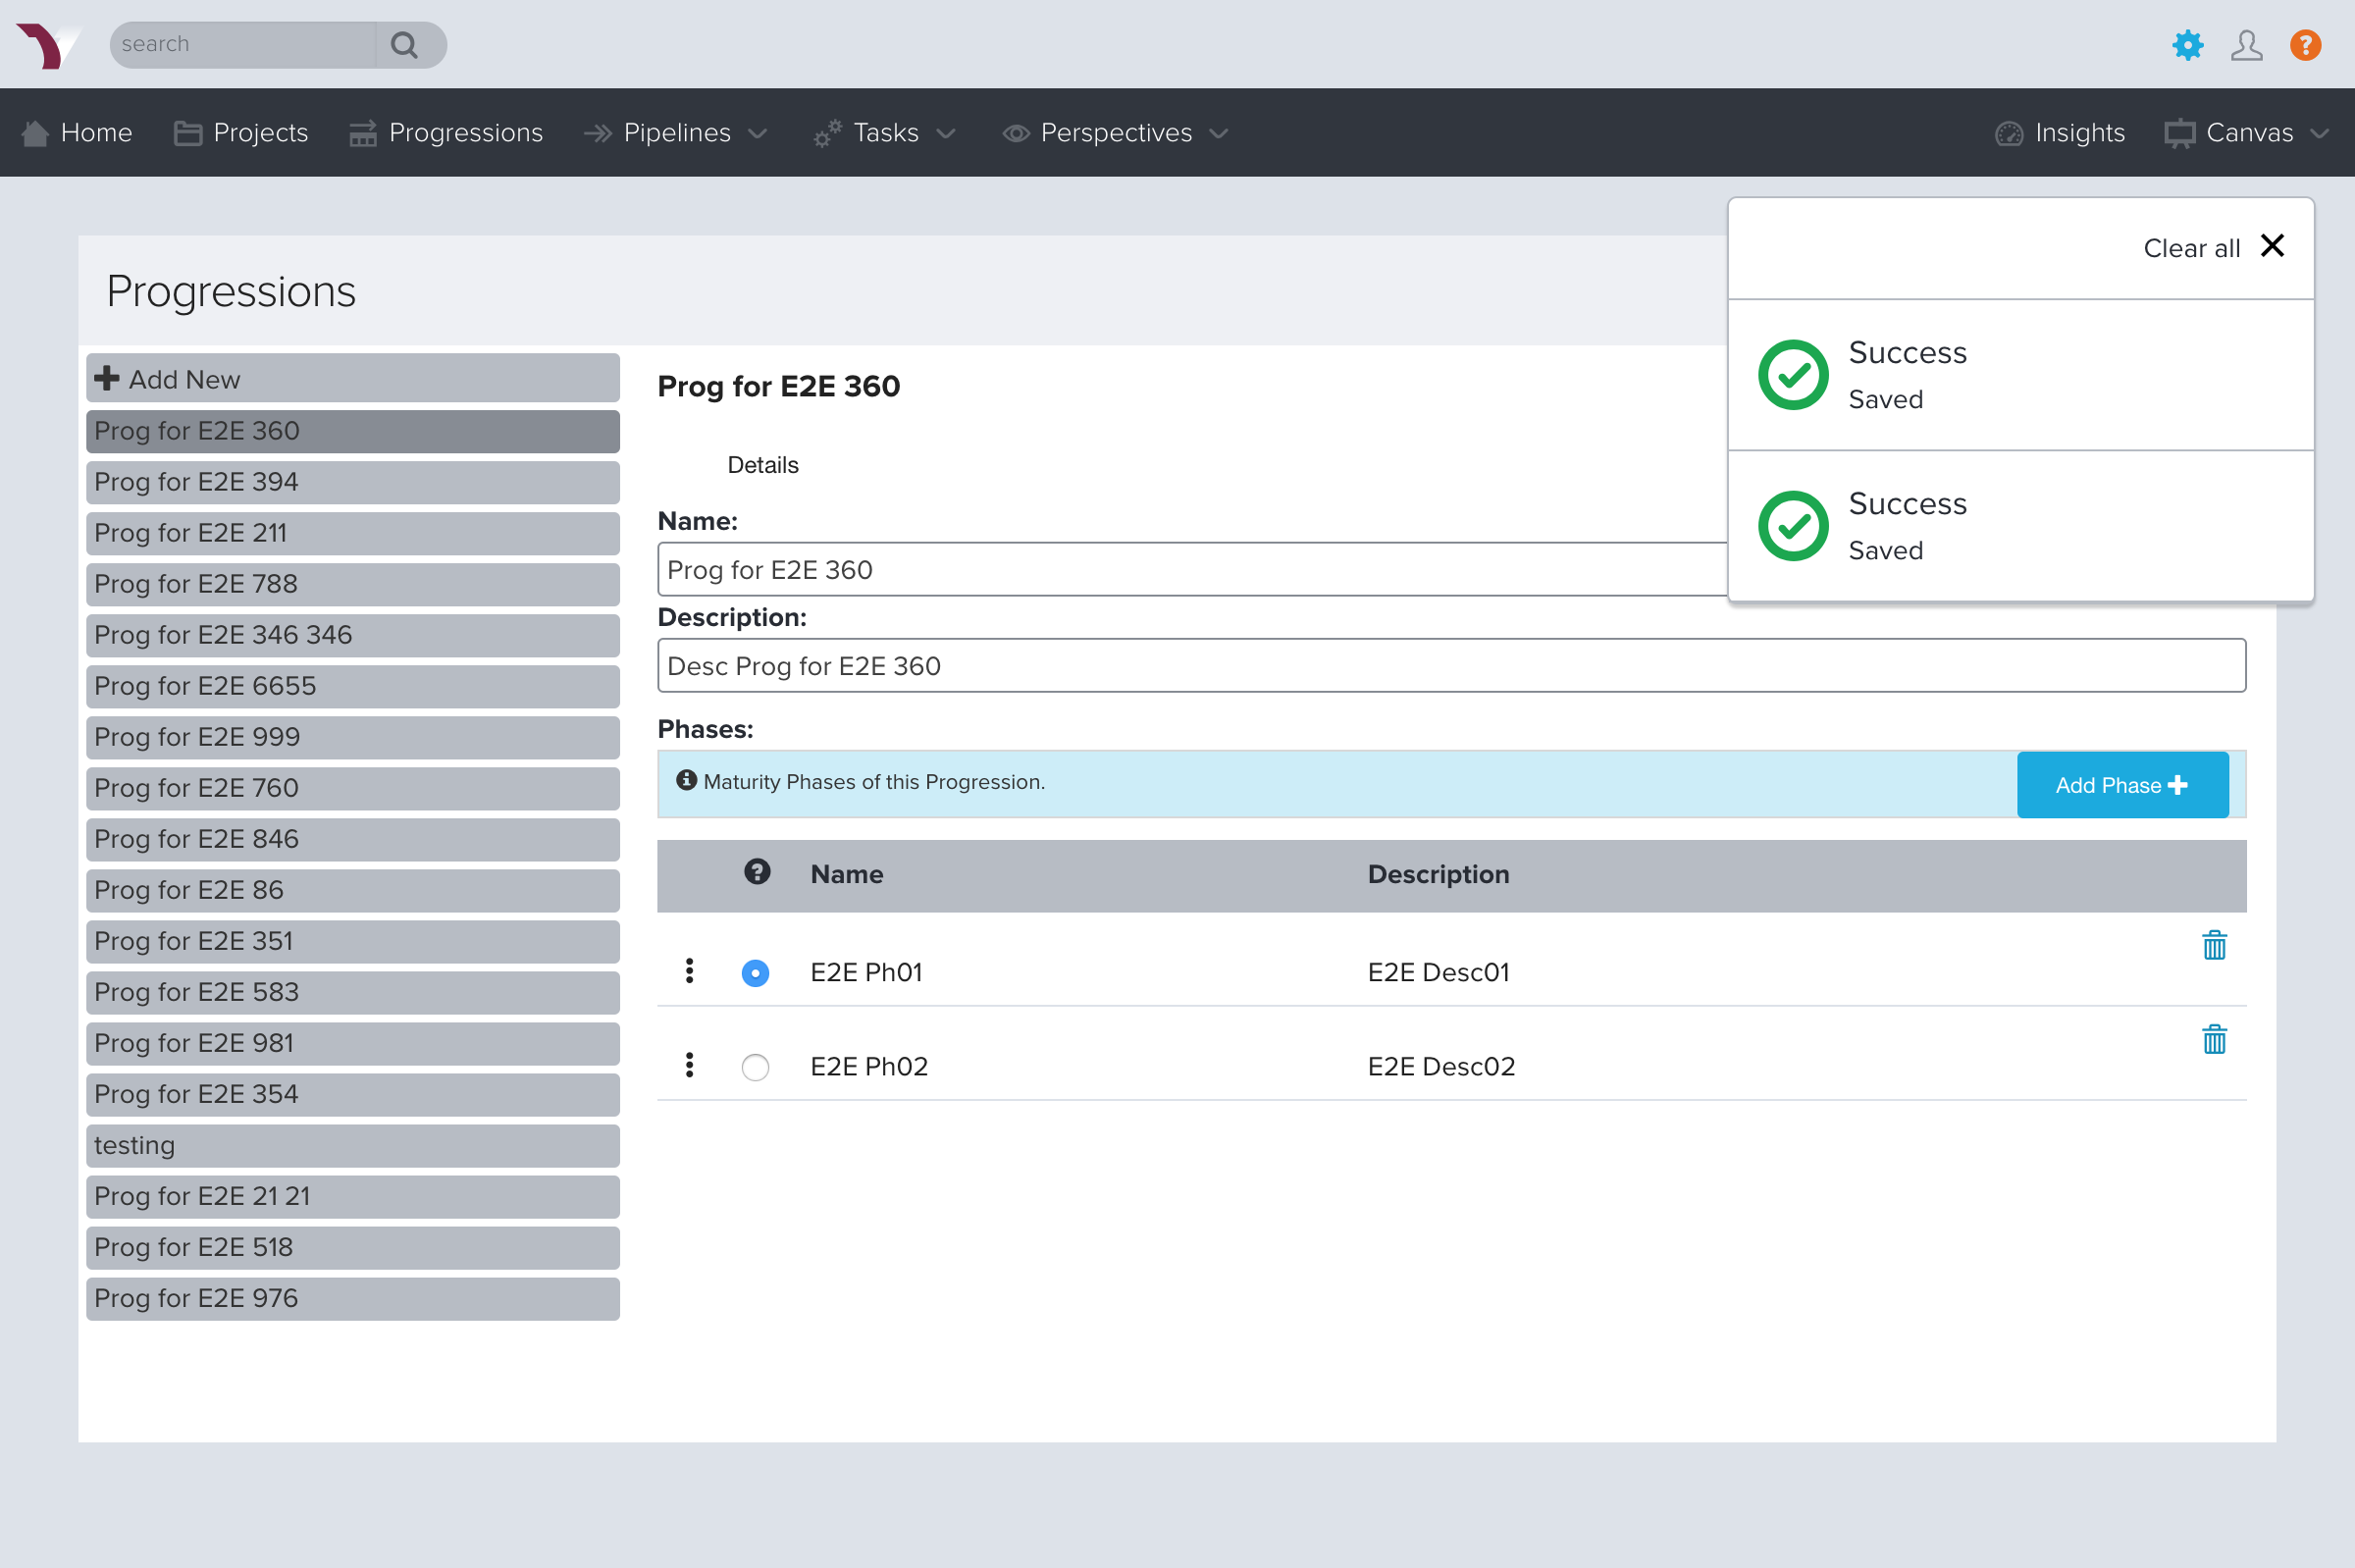 search
Home
Projects
Progressions
Pipelines
Tasks
Perspectives
Insights
Canvas
Progressions
Clear all
Success
Saved
Success
Saved
Add New
Prog for E2E 360
Prog for E2E 394
Prog for E2E 211
Prog for E2E 788
Prog for E2E 346 346
Prog for E2E 6655
Prog for E2E 999
Prog for E2E 760
Prog for E2E 846
Prog for E2E 86
Prog for E2E 351
Prog for E2E 583
Prog for E2E 981
Prog for E2E 354
testing
Prog for E2E 21 21
Prog for E2E 518
Prog for E2E 976
Prog for E2E 360
Details
Name:
Prog for E2E 360
Description:
Desc Prog for E2E 360
Phases:
Maturity Phases of this Progression.
Add Phase
Name Description
E2E Ph01 E2E Desc01
E2E Ph02 E2E Desc02